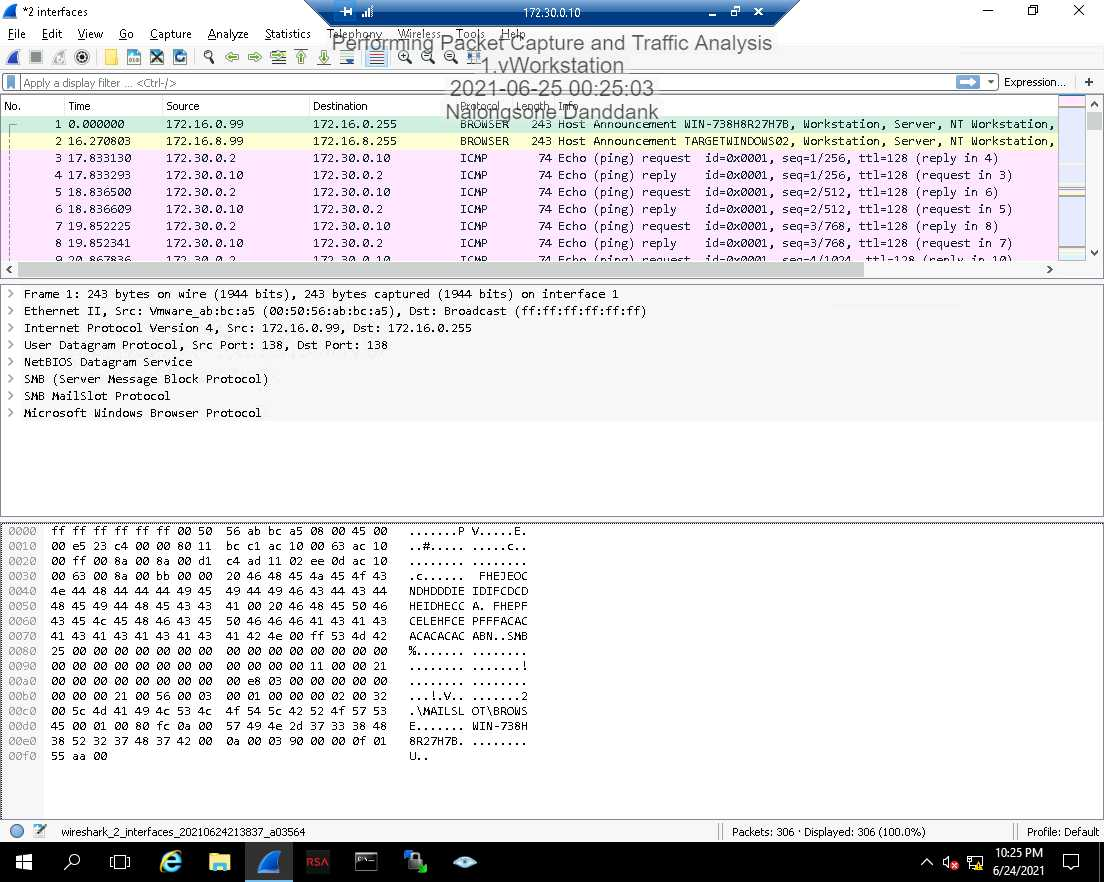 *2 interfaces
172.30.0.10
File Edit View Go Capture Analyze Statistics Telephony Wireless Tools Help
Performing Packet Capture and Traffic Analysis
1.vWorkstation
2021-06-25 00:25:03
Nalongsone Danddank
Apply a display filter ... <Ctrl-/>
Expression... +
No. Time Source Destination Protocol Length Info
1 0.000000 172.16.0.99 172.16.0.255 BROWSER 243 Host Announcement WIN-738H8R27H7B, Workstation, Server, NT Workstation,
2 16.270803 172.16.8.99 172.16.8.255 BROWSER 243 Host Announcement TARGETWINDOWS02, Workstation, Server, NT Workstation,
3 17.833130 172.30.0.2 172.30.0.10 ICMP 74 Echo (ping) request id=0x0001, seq=1/256, ttl=128 (reply in 4)
4 17.833293 172.30.0.10 172.30.0.2 ICMP 74 Echo (ping) reply id=0x0001, seq=1/256, ttl=128 (request in 3)
5 18.836500 172.30.0.2 172.30.0.10 ICMP 74 Echo (ping) request id=0x0001, seq=2/512, ttl=128 (reply in 6)
6 18.836609 172.30.0.10 172.30.0.2 ICMP 74 Echo (ping) reply id=0x0001, seq=2/512, ttl=128 (request in 5)
7 19.852225 172.30.0.2 172.30.0.10 ICMP 74 Echo (ping) request id=0x0001, seq=3/768, ttl=128 (reply in 8)
8 19.852341 172.30.0.10 172.30.0.2 ICMP 74 Echo (ping) reply id=0x0001, seq=3/768, ttl=128 (request in 7)
9 20.867836 172.30.0.2 172.30.0.10 ICMP 74 Echo (ping) request id=0x0001, seq=4/1024, ttl=128 (reply in 10)
Frame 1: 243 bytes on wire (1944 bits), 243 bytes captured (1944 bits) on interface 1
Ethernet II, Src: Vmware_ab:bc:a5 (00:50:56:ab:bc:a5), Dst: Broadcast (ff:ff:ff:ff:ff:ff)
Internet Protocol Version 4, Src: 172.16.0.99, Dst: 172.16.0.255
User Datagram Protocol, Src Port: 138, Dst Port: 138
NetBIOS Datagram Service
SMB (Server Message Block Protocol)
SMB MailSlot Protocol
Microsoft Windows Browser Protocol
0000 ff ff ff ff ff ff 00 50 56 ab bc a5 08 00 45 00 .......P V.....E.
0010 00 e5 23 c4 00 00 80 11 bc c1 ac 10 00 63 ac 10 ..#..... .....c..
0020 00 ff 00 8a 00 8a 00 d1 c4 ad 11 02 ee 0d ac 10 ........ ........
0030 00 63 00 8a 00 bb 00 00 20 46 48 45 4a 45 4f 43 .c...... FHEJEOC
0040 4e 44 48 44 44 44 49 45 49 44 49 46 43 44 43 44 NDHDDDIE IDIFCDCD
0050 48 45 49 44 48 45 43 43 41 00 20 46 48 45 50 46 HEIDHECC A. FHEPF
0060 43 45 4c 45 48 46 43 45 50 46 46 46 41 43 41 43 CELEHFCE PFFFACAC
0070 41 43 41 43 41 43 41 43 41 42 4e 00 ff 53 4d 42 ACACACAC ABN..SMB
0080 25 00 00 00 00 00 00 00 00 00 00 00 00 00 00 00 %....... ........
0090 00 00 00 00 00 00 00 00 00 00 00 00 11 00 00 21 ........ .......!
00a0 00 00 00 00 00 00 00 00 00 e8 03 00 00 00 00 00 ........ ........
00b0 00 00 00 21 00 56 00 03 00 01 00 00 00 02 00 32 ...!.V.. .......2
00c0 00 5c 4d 41 49 4c 53 4c 4f 54 5c 42 52 4f 57 53 .\MAILSL OT\BROWS
00d0 45 00 01 00 80 fc 0a 00 57 49 4e 2d 37 33 38 48 E....... WIN-738H
00e0 38 52 32 37 48 37 42 00 0a 00 03 90 00 00 0f 01 8R27H7B. ........
00f0 55 aa 00 U..
wireshark_2_interfaces_20210624213837_a03564
Packets: 306 · Displayed: 306 (100.0%)
Profile: Default
RSA
10:25 PM
6/24/2021